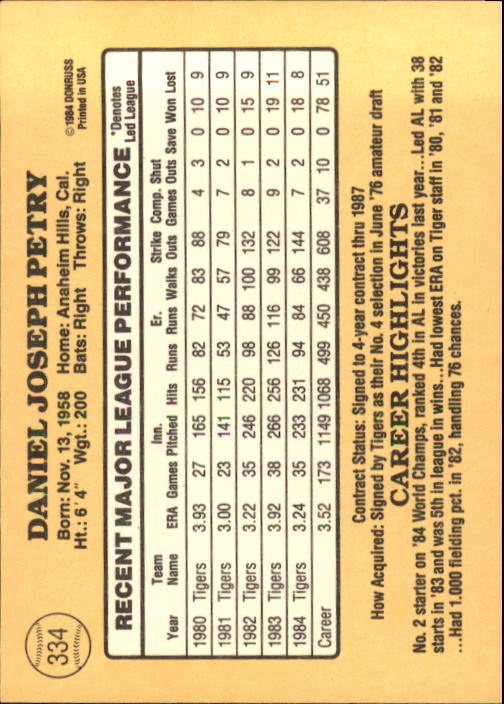 334
DANIEL JOSEPH PETRY
Born: Nov. 13, 1958 Home: Anaheim Hills, Cal.
Ht.: 6' 4" Wgt.: 200 Bats: Right Throws: Right
© 1984 DONRUSS
Printed in USA
RECENT MAJOR LEAGUE PERFORMANCE *Denotes Led League
Year Team Name ERA Games Inn. Pitched Hits Runs Er. Runs Walks Strike Outs Comp. Games Shut Outs Save Won Lost
1980 Tigers 3.93 27 165 156 82 72 83 88 4 3 0 10 9
1981 Tigers 3.00 23 141 115 53 47 57 79 7 2 0 10 9
1982 Tigers 3.22 35 246 220 98 88 100 132 8 1 0 15 9
1983 Tigers 3.92 38 266 256 126 116 99 122 9 2 0 19 11
1984 Tigers 3.24 35 233 231 94 84 66 144 7 2 0 18 8
Career 3.52 173 1149 1068 499 450 438 608 37 10 0 78 51
Contract Status: Signed to 4-year contract thru 1987
How Acquired: Signed by Tigers as their No. 4 selection in June '76 amateur draft
CAREER HIGHLIGHTS
No. 2 starter on '84 World Champs, ranked 4th in AL in victories last year...Led AL with 38
starts in '83 and was 5th in league in wins...Had lowest ERA on Tiger staff in '80, '81 and '82
...Had 1.000 fielding pct. in '82, handling 76 chances.